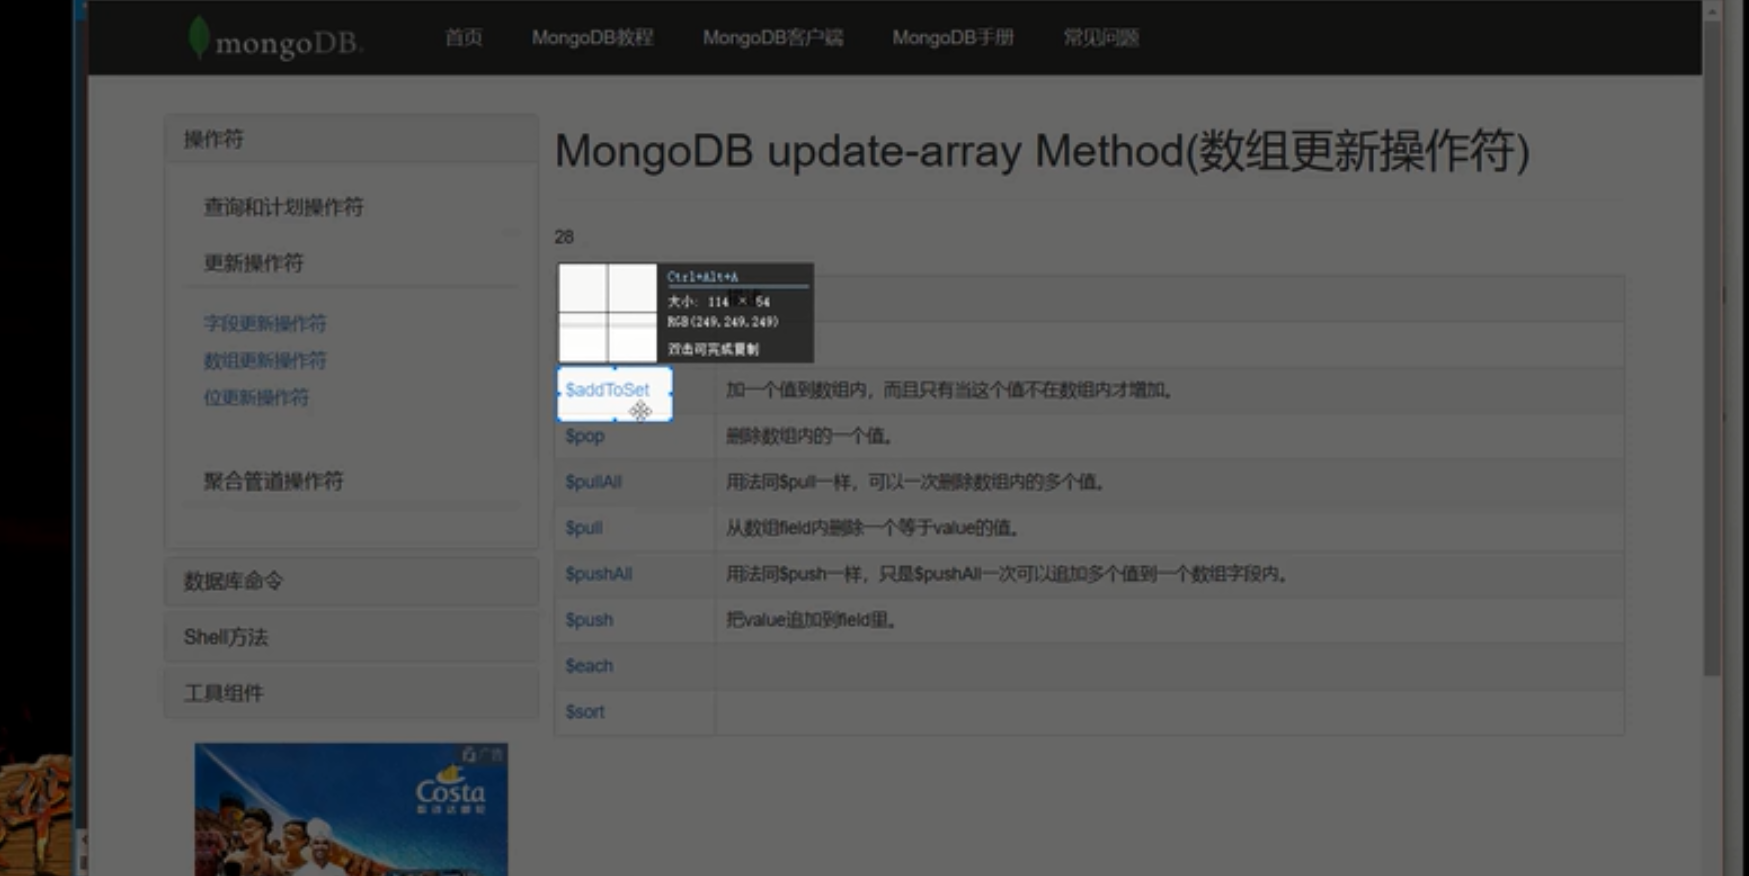 mongoDB.
首页 MongoDB教程 MongoDB客户端 MongoDB手册 常见问题
操作符
查询和计划操作符
更新操作符
字段更新操作符
数组更新操作符
位更新操作符
聚合管道操作符
数据库命令
Shell方法
工具组件
广告
Costa
MongoDB update-array Method(数组更新操作符)
28
Ctrl+Alt+A
大小: 114 × 54
RGB(249,249,249)
双击可完成复制
$addToSet 加一个值到数组内，而且只有当这个值不在数组内才增加。
$pop 删除数组内的一个值。
$pullAll 用法同$pull一样，可以一次删除数组内的多个值。
$pull 从数组field内删除一个等于value的值。
$pushAll 用法同$push一样，只是$pushAll一次可以追加多个值到一个数组字段内。
$push 把value追加到field里。
$each
$sort